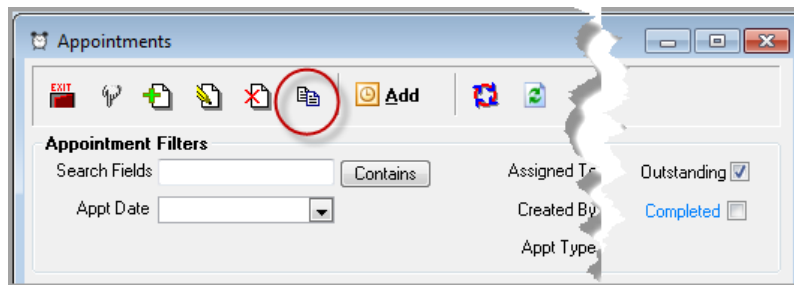 Appointments
EXIT
Add
Appointment Filters
Search Fields Contains Assigned To Outstanding
Appt Date Created By Completed
Appt Type